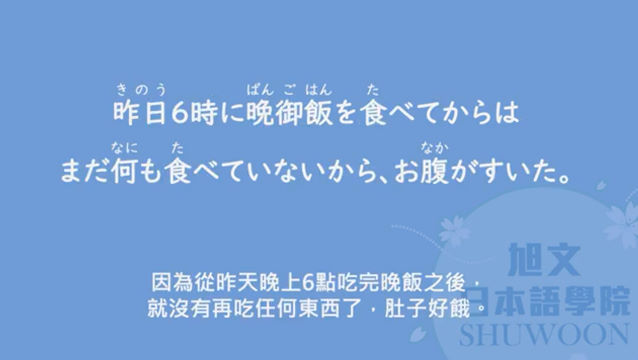 きのう ばん ご はん た
昨日6時に晩御飯を食べてからは
なに た なか
まだ何も食べていないから、お腹がすいた。
因為從昨天晚上6點吃完晚飯之後，
就沒有再吃任何東西了，肚子好餓。
旭文
日本語學院
SHUWOON